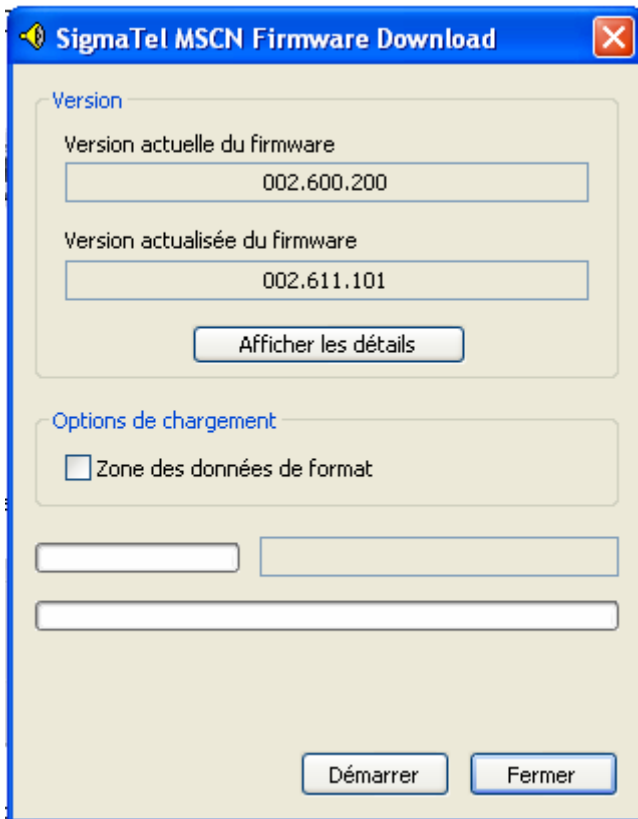 SigmaTel MSCN Firmware Download
Version
Version actuelle du firmware
002.600.200
Version actualisée du firmware
002.611.101
Afficher les détails
Options de chargement
Zone des données de format
Démarrer
Fermer